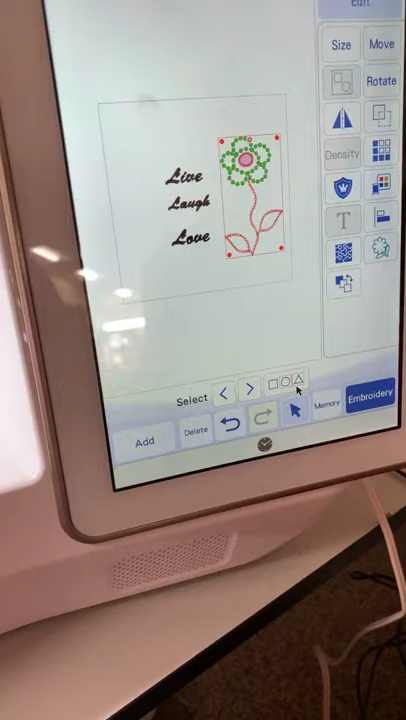 Edit
Size Move
Rotate
Density
T
Live
Laugh
Love
Select < >
Add Delete Memory Embroidery